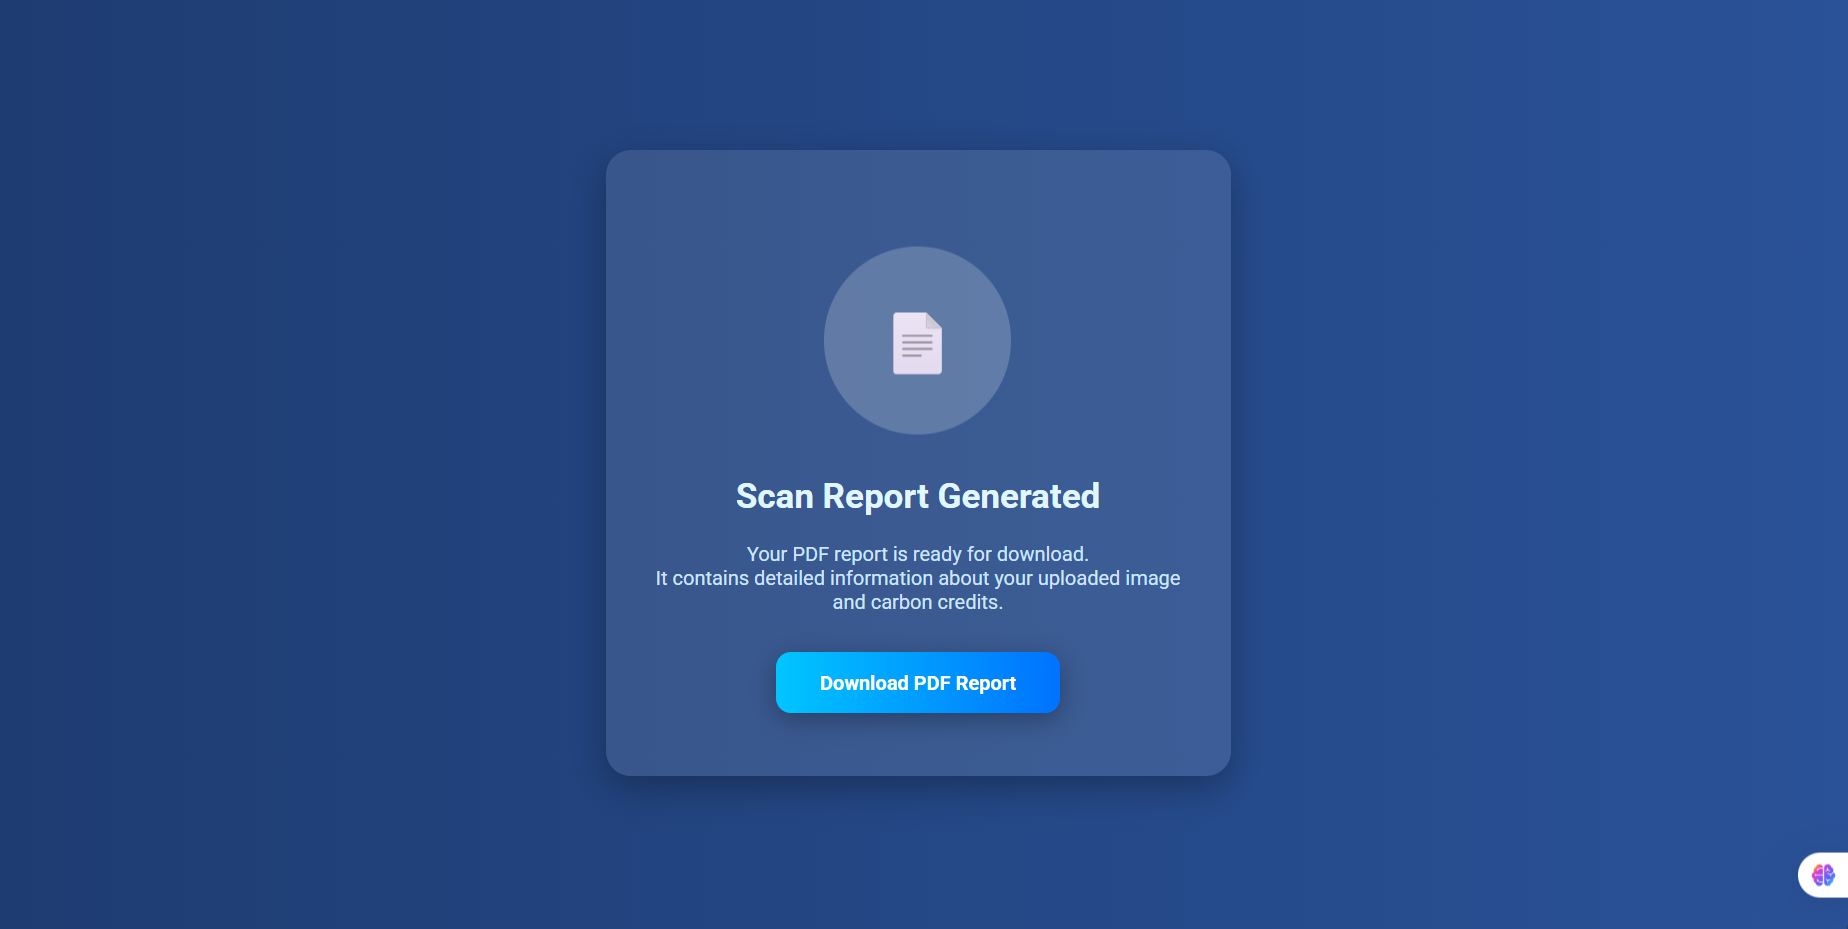 Scan Report Generated
Your PDF report is ready for download.
It contains detailed information about your uploaded image
and carbon credits.
Download PDF Report